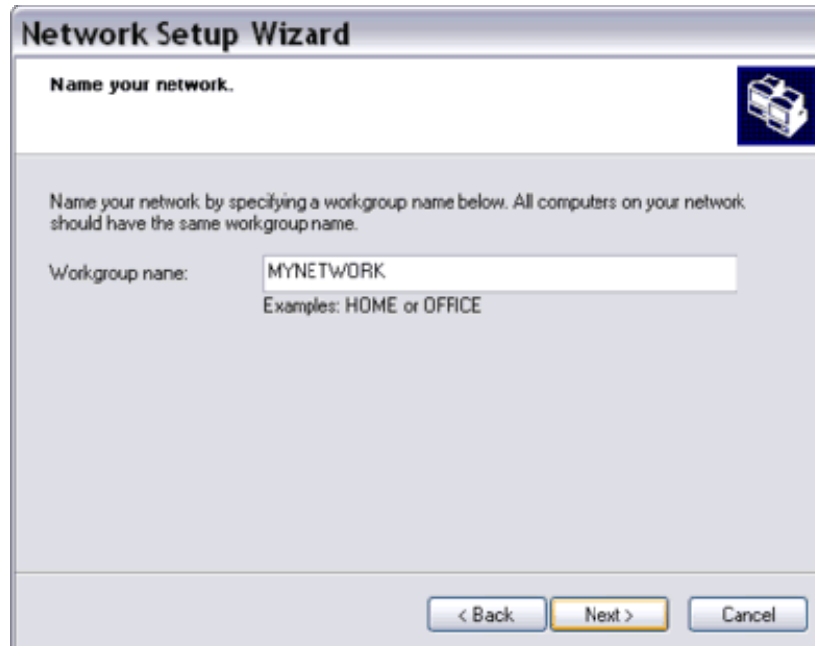 Network Setup Wizard
Name your network.
Name your network by specifying a workgroup name below. All computers on your network
should have the same workgroup name.
Workgroup name: MYNETWORK
Examples: HOME or OFFICE
< Back Next > Cancel